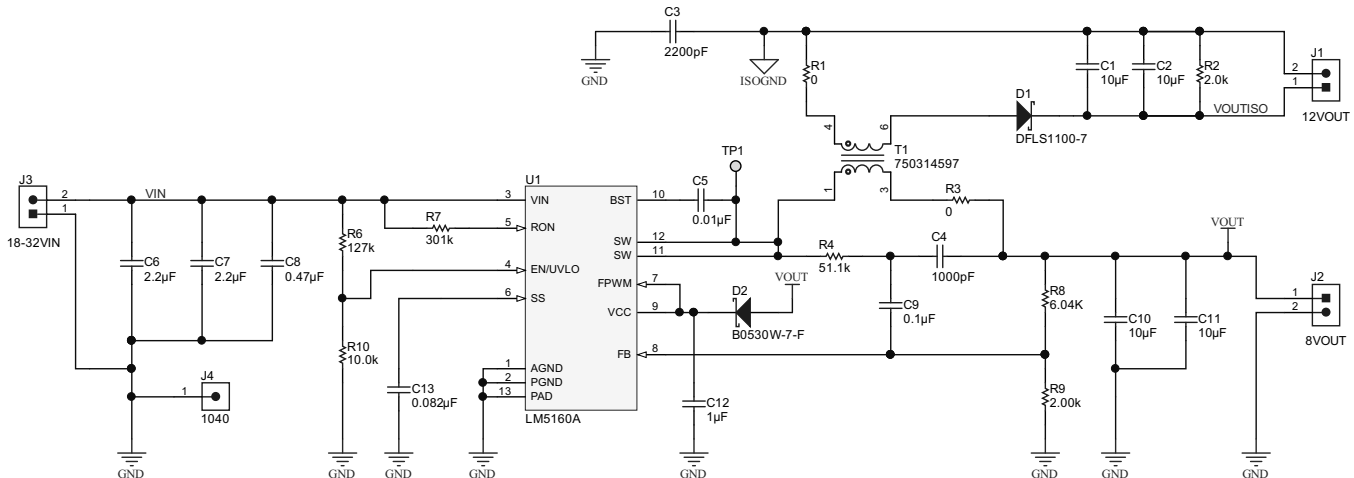 C3
2200pF
GND
ISOGND
R1
0
C1
10µF
C2
10µF
R2
2.0k
J1
2
1
12VOUT
VOUTISO
D1
DFLS1100-7
4
6
T1
750314597
1
3
TP1
R3
0
J3
2
1
18-32VIN
VIN
U1
3
VIN
BST
10
C5
0.01µF
5
RON
R7
301k
SW
12
SW
11
R6
127k
4
EN/UVLO
FPWM
7
6
SS
VCC
9
FB
8
1
AGND
2
PGND
13
PAD
LM5160A
C6
2.2µF
C7
2.2µF
C8
0.47µF
R10
10.0k
J4
1
1040
C13
0.082µF
R4
51.1k
C4
1000pF
VOUT
D2
B0530W-7-F
C9
0.1µF
R8
6.04K
R9
2.00k
C12
1µF
VOUT
C10
10µF
C11
10µF
J2
1
2
8VOUT
GND
GND
GND
GND
GND
GND
GND
GND